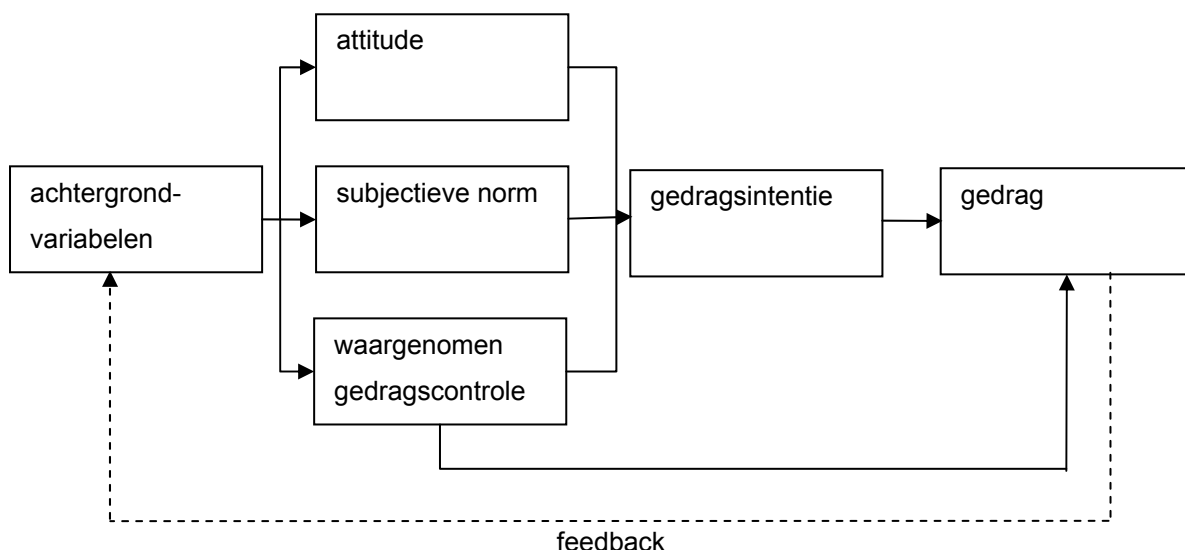 attitude
achtergrond-
variabelen
subjectieve norm
gedragsintentie
gedrag
waargenomen
gedragscontrole
feedback